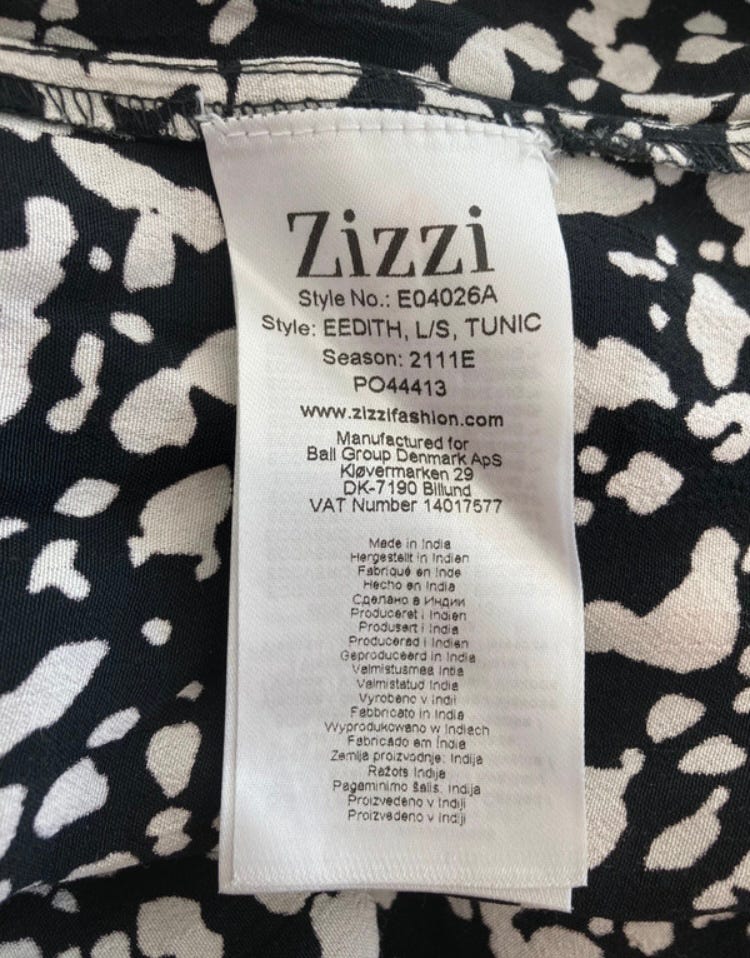 Zizzi
Style No.: E04026A
Style: EEDITH, L/S, TUNIC
Season: 2111E
PO44413
www.zizzifashion.com
Manufactured for
Ball Group Denmark ApS
Kløvermarken 29
DK-7190 Billund
VAT Number 14017577
Made in India
Hergestellt in Indien
Fabriqué en Inde
Hecho en India
Сделано в Индии
Produceret i Indien
Produsert i India
Producerad i Indien
Geproduceerd in India
Valmistusmaa Intia
Valmistatud India
Vyrobeno v Indii
Fabbricato in India
Wyprodukowano w Indiach
Fabricado em Índia
Zemlja proizvodnje: Indija
Ražots Indija
Pagaminimo šalis: Indija
Proizvedeno v Indiji
Proizvedeno v Indiji